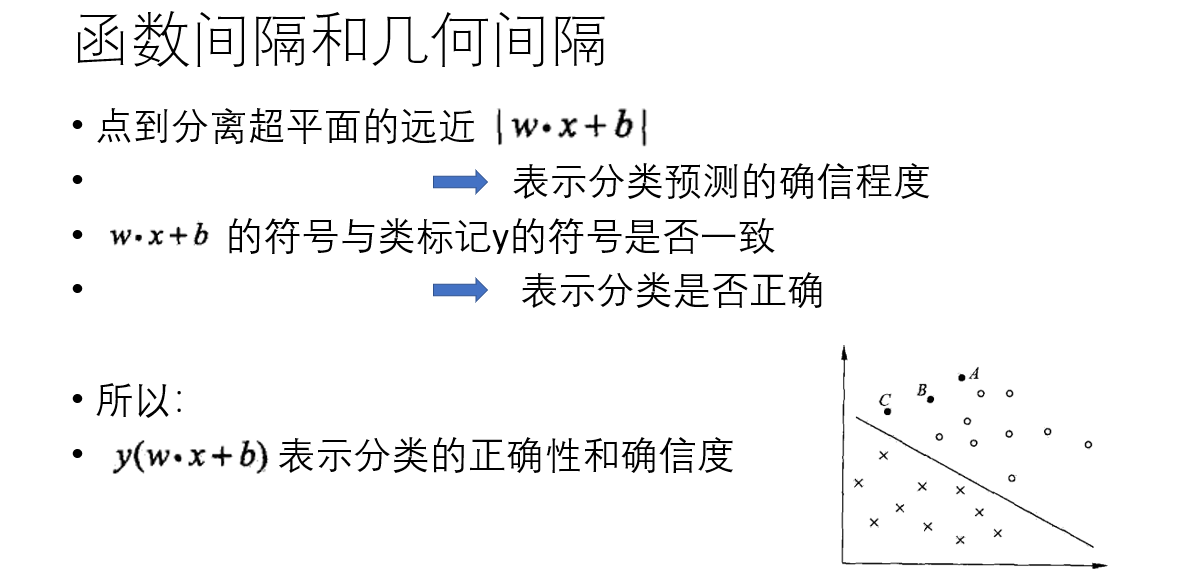 函数间隔和几何间隔
• 点到分离超平面的远近 |w•x+b|
• 表示分类预测的确信程度
• w•x+b 的符号与类标记y的符号是否一致
• 表示分类是否正确
• 所以：
• y(w•x+b) 表示分类的正确性和确信度
A
B
C